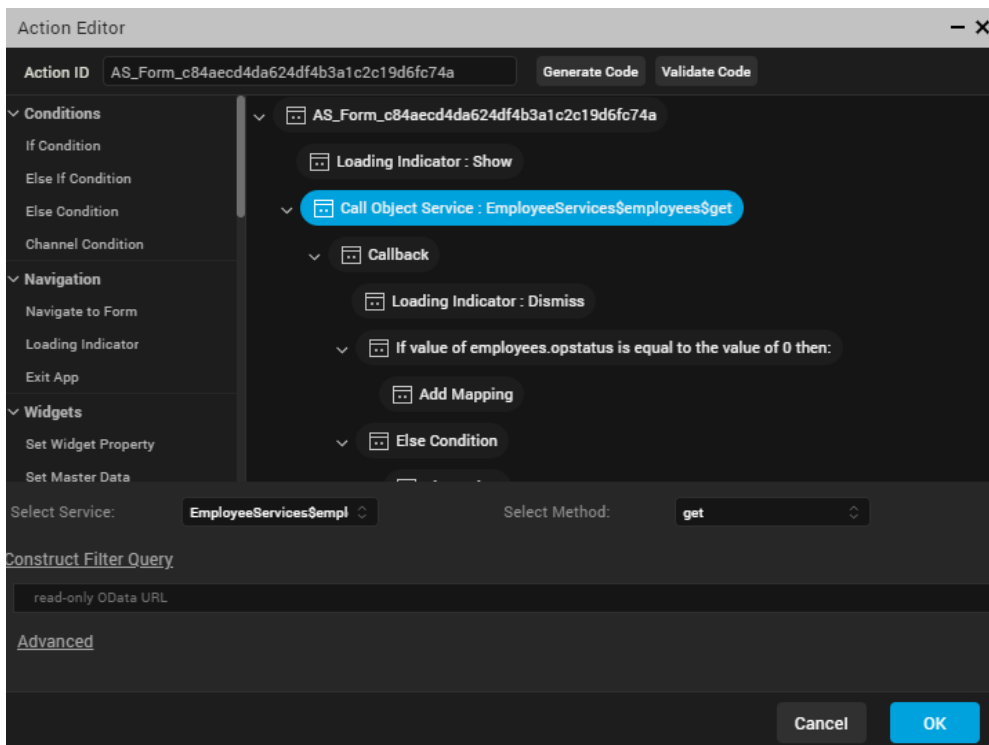 Action Editor
Action ID AS_Form_c84aecd4da624df4b3a1c2c19d6fc74a Generate Code Validate Code
Conditions
If Condition
Else If Condition
Else Condition
Channel Condition
Navigation
Navigate to Form
Loading Indicator
Exit App
Widgets
Set Widget Property
Set Master Data
AS_Form_c84aecd4da624df4b3a1c2c19d6fc74a
Loading Indicator : Show
Call Object Service : EmployeeServices$employees$get
Callback
Loading Indicator : Dismiss
If value of employees.opstatus is equal to the value of 0 then:
Add Mapping
Else Condition
Select Service: EmployeeServices$empl Select Method: get
Construct Filter Query
read-only OData URL
Advanced
Cancel OK